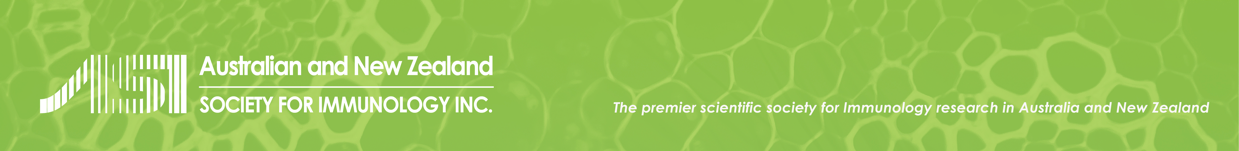 ASI
Australian and New Zealand
SOCIETY FOR IMMUNOLOGY INC.
The premier scientific society for Immunology research in Australia and New Zealand